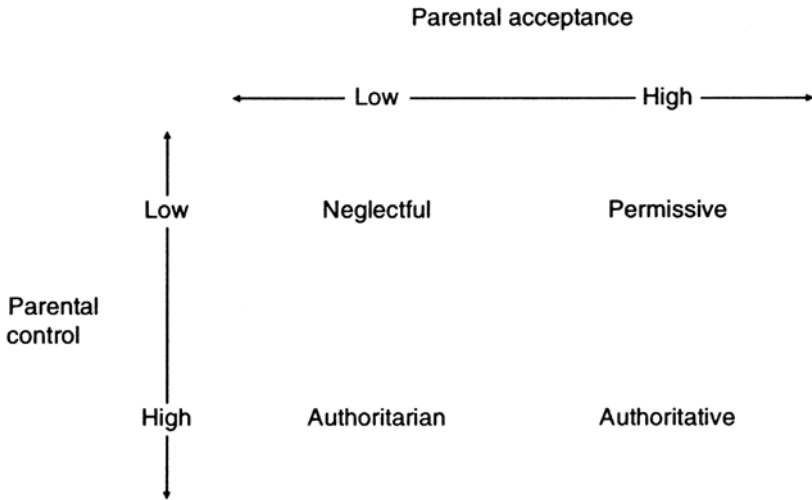 Parental acceptance
Low High
Low Neglectful Permissive
Parental
control
High Authoritarian Authoritative